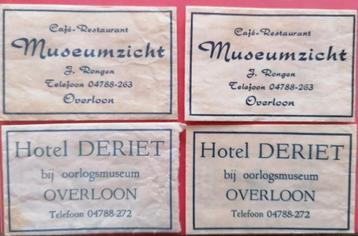 Café-Restaurant
Museumzicht
J. Rongen
Telefoon 04788-263
Overloon
Café-Restaurant
Museumzicht
J. Rongen
Telefoon 04788-263
Overloon
Hotel DERIET
bij oorlogsmuseum
OVERLOON
Telefoon 04788-272
Hotel DERIET
bij oorlogsmuseum
OVERLOON
Telefoon 04788-272